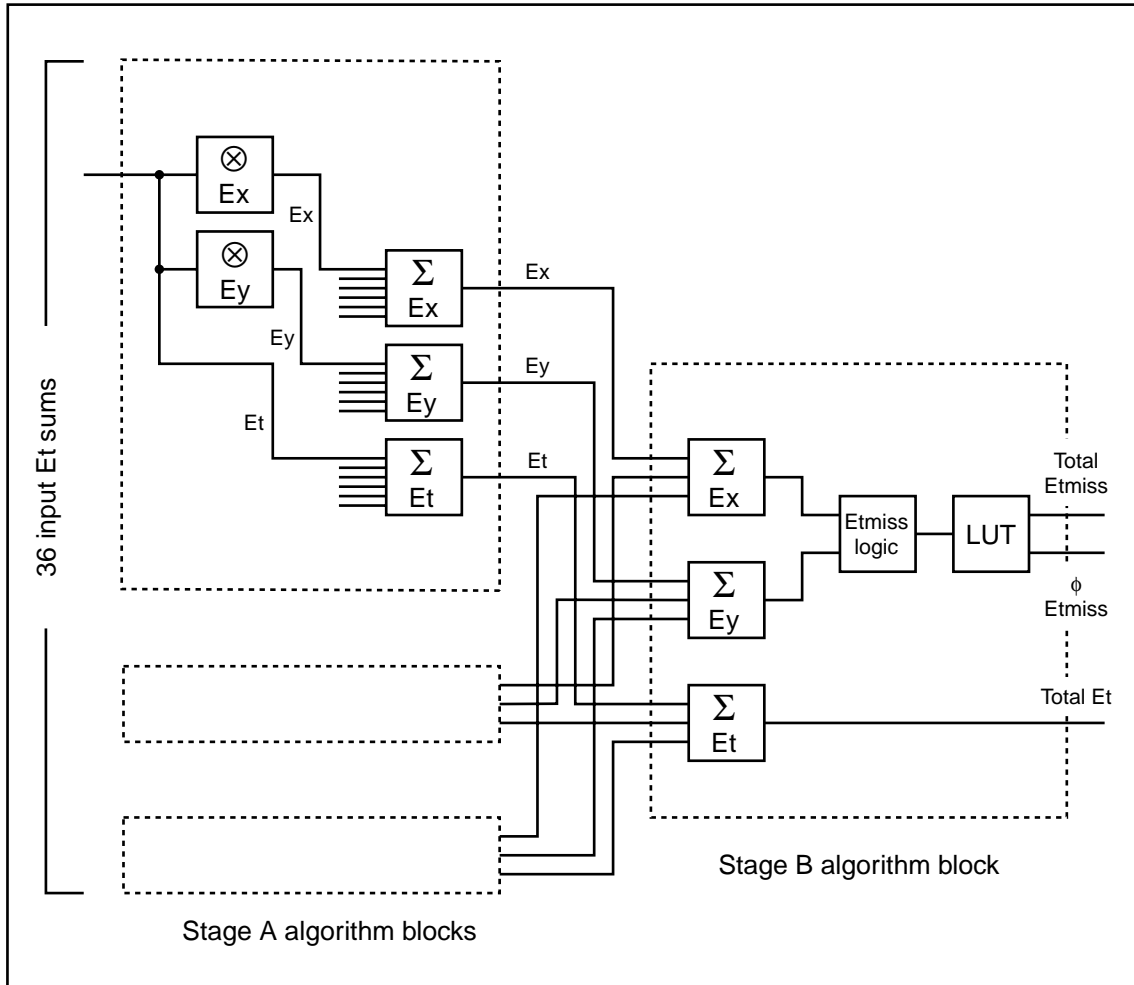 36 input Et sums
⊗
Ex
Ex
⊗
Ey
Ey
Et
Σ
Ex
Σ
Ey
Σ
Et
Ex
Ey
Et
Σ
Ex
Σ
Ey
Σ
Et
Etmiss
logic
LUT
Total
Etmiss
ϕ
Etmiss
Total Et
Stage B algorithm block
Stage A algorithm blocks